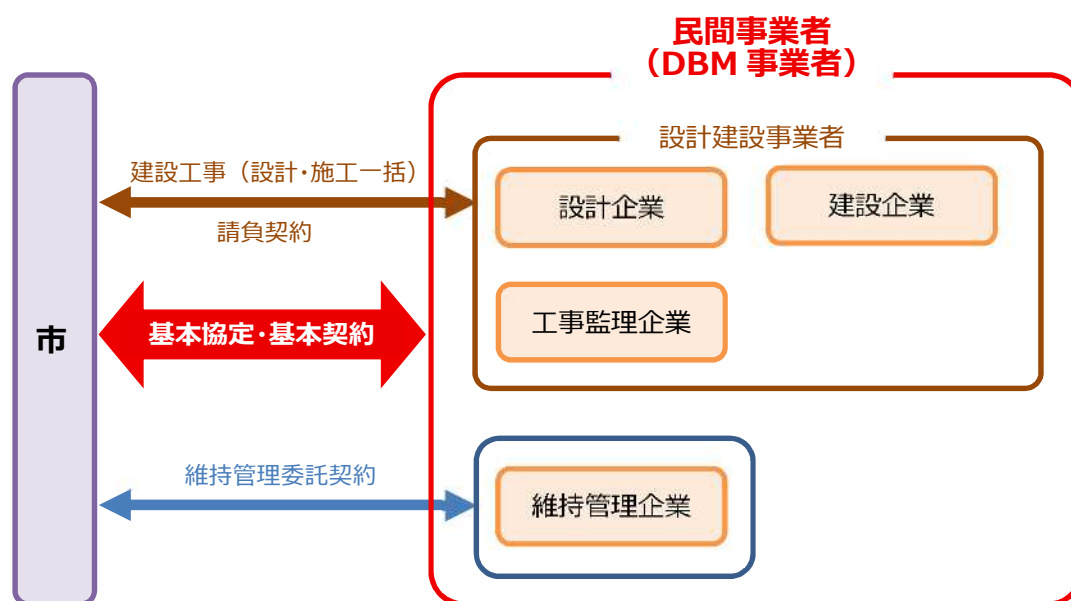 民間事業者
（DBM 事業者）
設計建設事業者
建設工事（設計・施工一括）
請負契約
設計企業
建設企業
工事監理企業
市
基本協定・基本契約
維持管理委託契約
維持管理企業